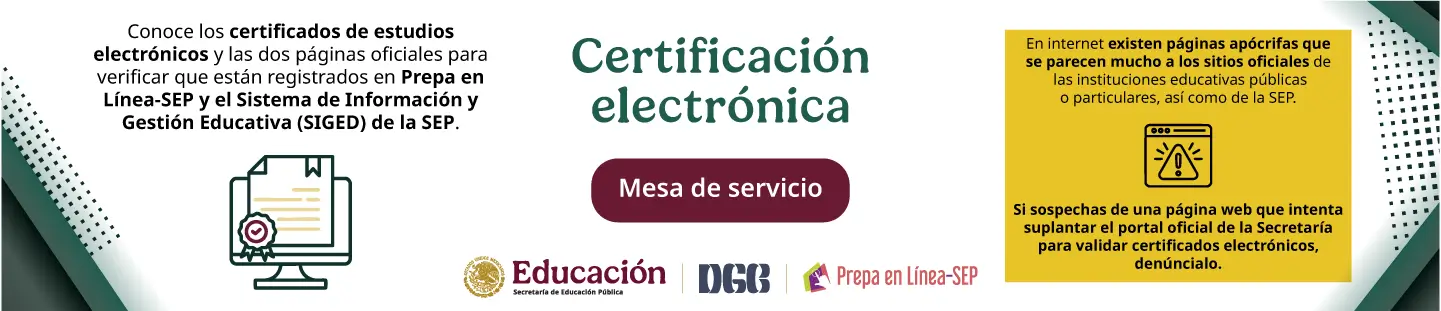 Conoce los certificados de estudios
electrónicos y las dos páginas oficiales para
verificar que están registrados en Prepa en
Línea-SEP y el Sistema de Información y
Gestión Educativa (SIGED) de la SEP.
Certificación
electrónica
Mesa de servicio
Educación
Secretaría de Educación Pública
DGB
Prepa en Línea-SEP
En internet existen páginas apócrifas que
se parecen mucho a los sitios oficiales de
las instituciones educativas públicas
o particulares, así como de la SEP.
Si sospechas de una página web que intenta
suplantar el portal oficial de la Secretaría
para validar certificados electrónicos,
denúncialo.